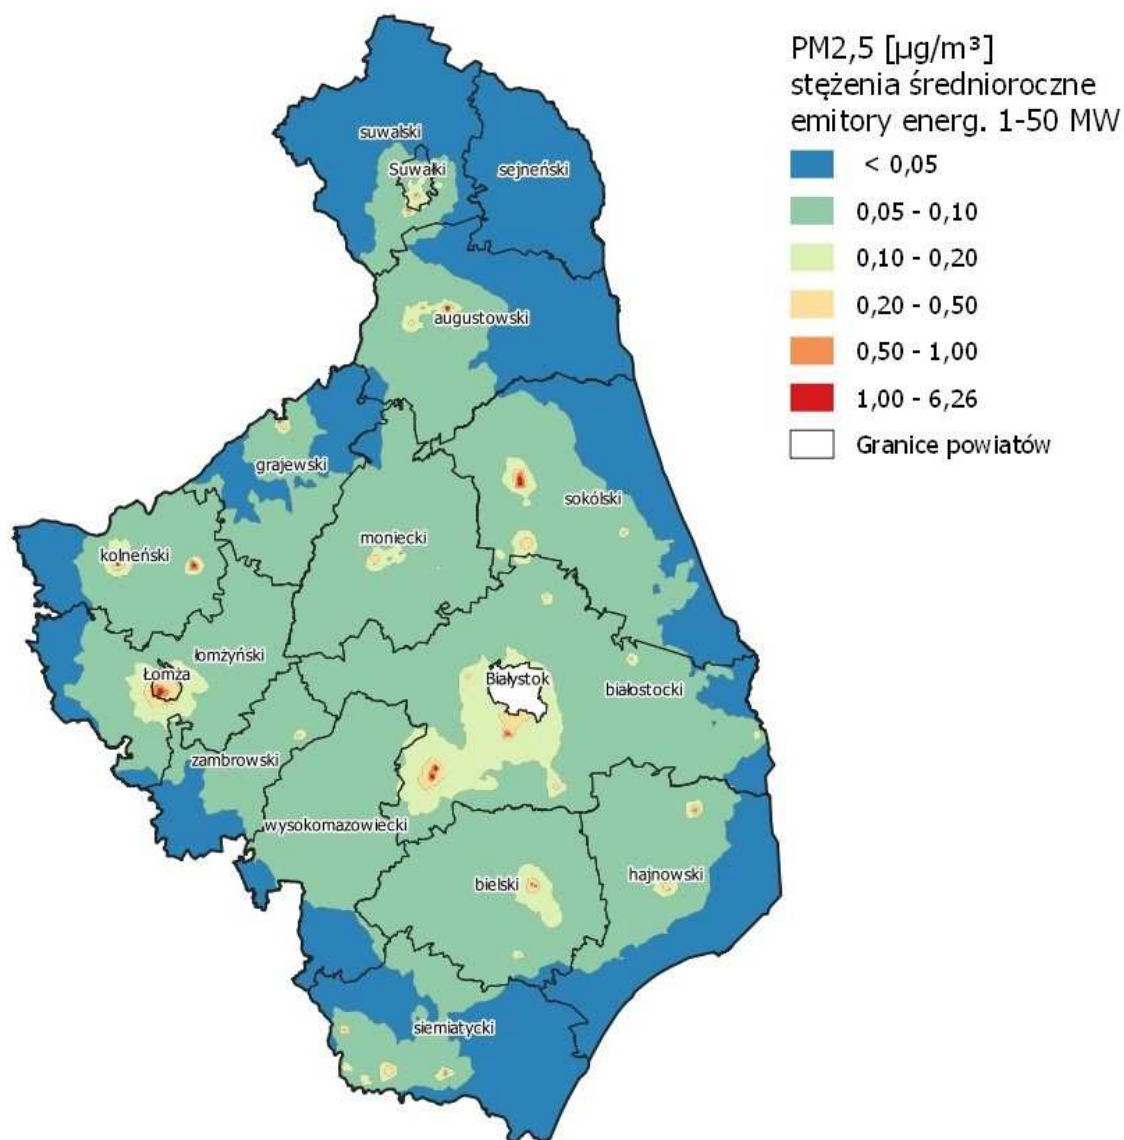 PM2,5 [µg/m³]
stężenia średnioroczne
emitory energ. 1-50 MW
< 0,05
0,05 - 0,10
0,10 - 0,20
0,20 - 0,50
0,50 - 1,00
1,00 - 6,26
Granice powiatów
suwalski
Suwałki
sejneński
augustowski
grajewski
sokólski
moniecki
kolneński
łomżyński
Łomża
Białystok
białostocki
zambrowski
wysokomazowiecki
bielski
hajnowski
siemiatycki